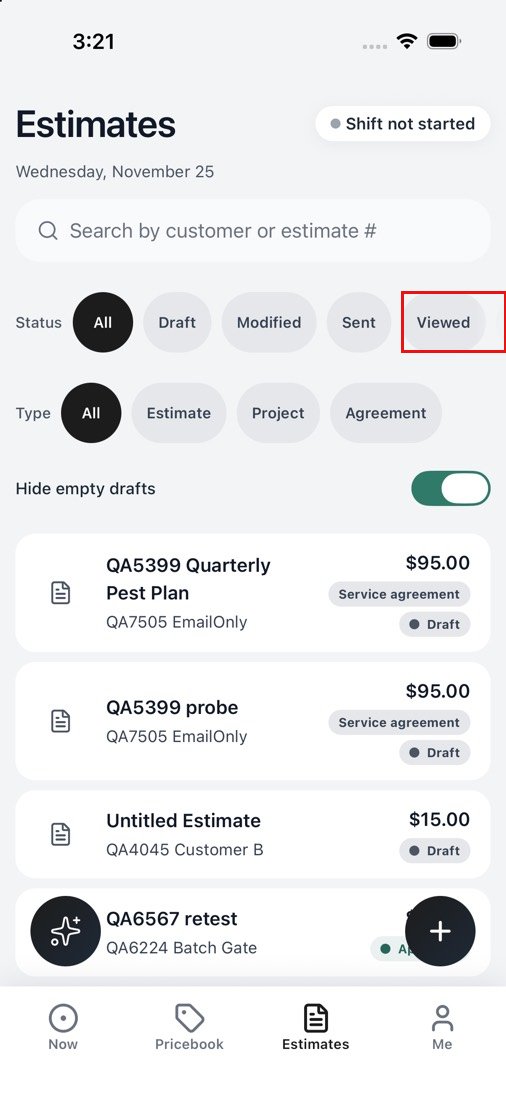 3:21
Estimates
Shift not started
Wednesday, November 25
Search by customer or estimate #
Status All Draft Modified Sent Viewed
Type All Estimate Project Agreement
Hide empty drafts
QA5399 Quarterly
Pest Plan
QA7505 EmailOnly
$95.00
Service agreement
Draft
QA5399 probe
QA7505 EmailOnly
$95.00
Service agreement
Draft
Untitled Estimate
QA4045 Customer B
$15.00
Draft
QA6567 retest
QA6224 Batch Gate
Now Pricebook Estimates Me